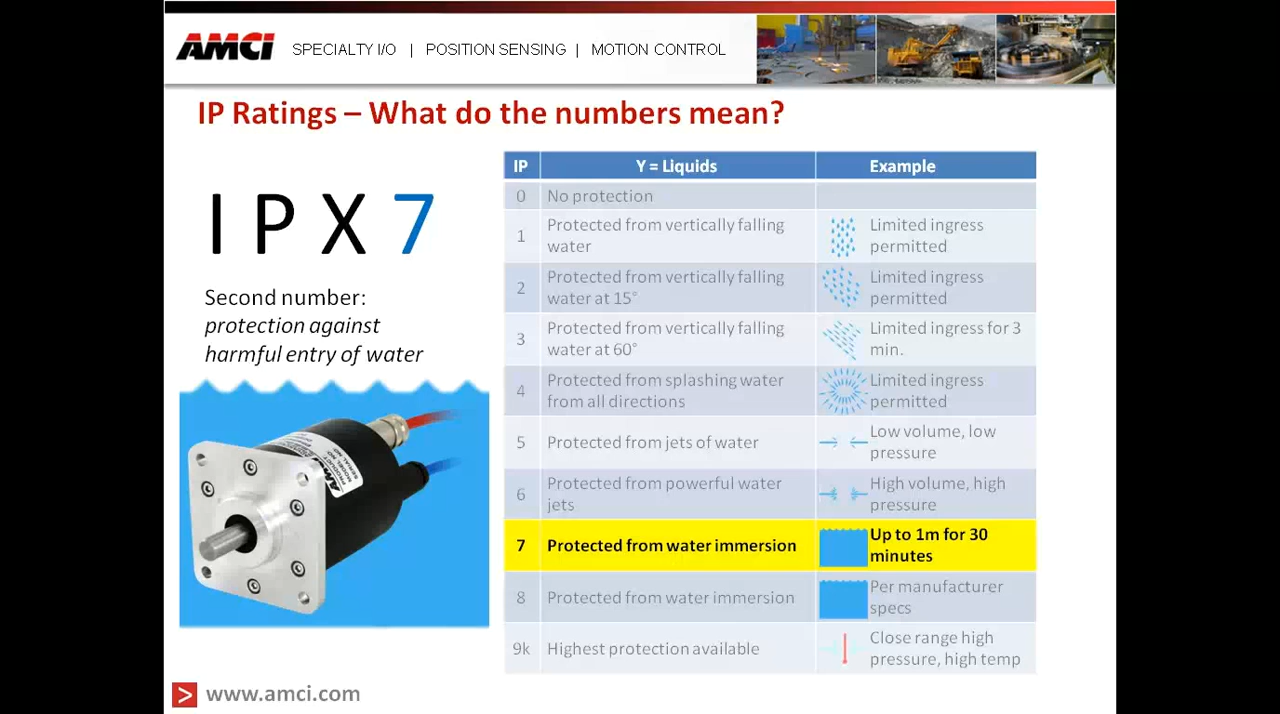 AMCI SPECIALTY I/O | POSITION SENSING | MOTION CONTROL
IP Ratings – What do the numbers mean?
I P X 7
Second number:
protection against
harmful entry of water
IP Y = Liquids Example
0 No protection
1 Protected from vertically falling water Limited ingress permitted
2 Protected from vertically falling water at 15° Limited ingress permitted
3 Protected from vertically falling water at 60° Limited ingress for 3 min.
4 Protected from splashing water from all directions Limited ingress permitted
5 Protected from jets of water Low volume, low pressure
6 Protected from powerful water jets High volume, high pressure
7 Protected from water immersion Up to 1m for 30 minutes
8 Protected from water immersion Per manufacturer specs
9k Highest protection available Close range high pressure, high temp
AMCI
> www.amci.com